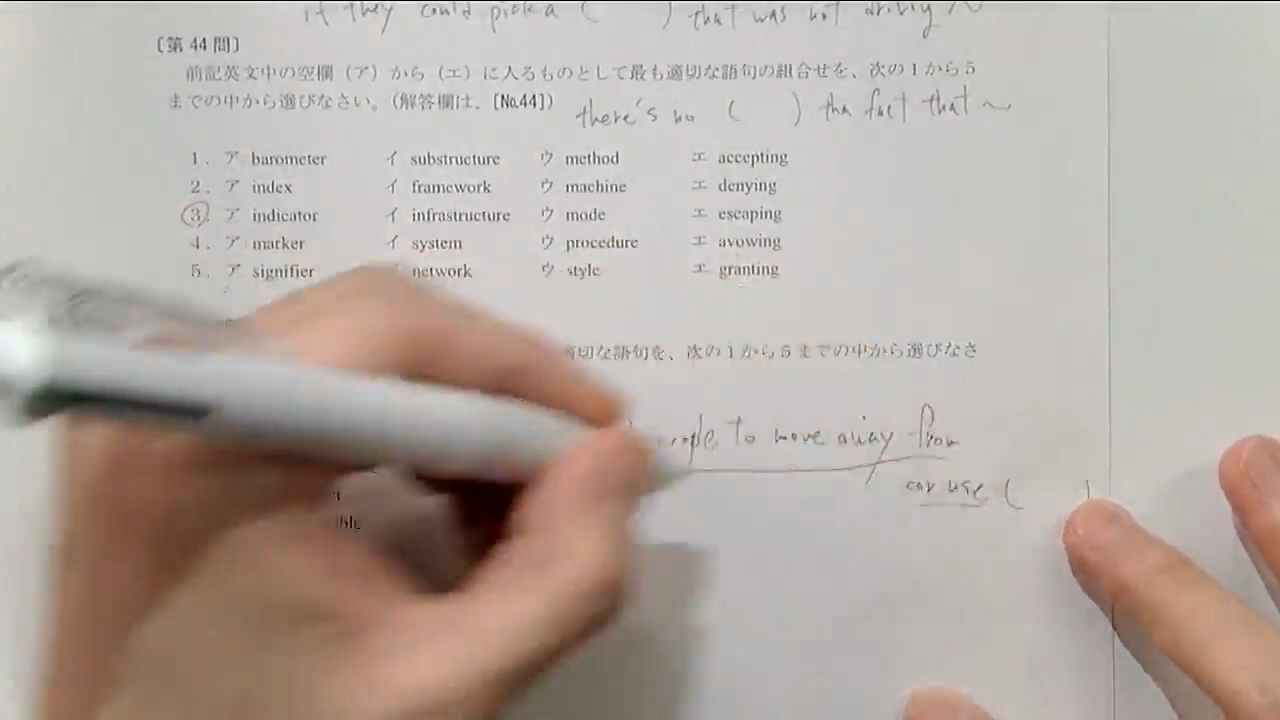 if they could pick a (    ) that was not driving ～
〔第 44 問〕
前記英文中の空欄（ア）から（エ）に入るものとして最も適切な語句の組合せを、次の１から５
までの中から選びなさい。（解答欄は、[No.44]）
there's no (    ) tha fact that ～
1. ア barometer イ substructure ウ method エ accepting
2. ア index イ framework ウ machine エ denying
3. ア indicator イ infrastructure ウ mode エ escaping
4. ア marker イ system ウ procedure エ avowing
5. ア signifier network ウ style エ granting
切な語句を、次の１から５までの中から選びなさ
to move away from
car use (    )